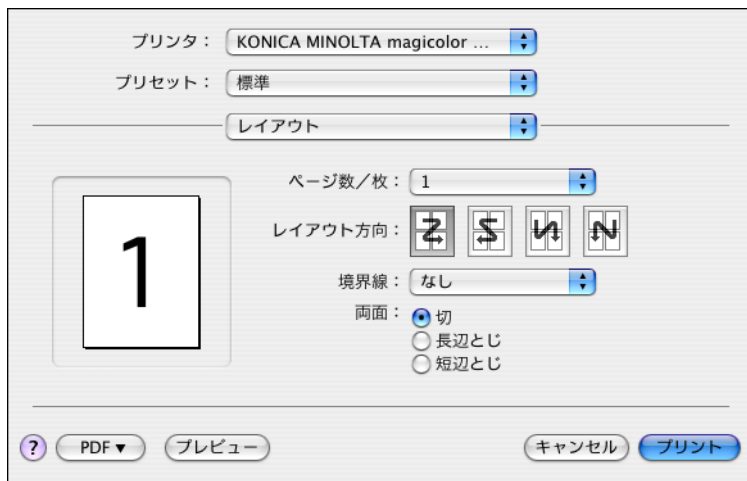 プリンタ： KONICA MINOLTA magicolor ...
プリセット： 標準
レイアウト
ページ数／枚： 1
レイアウト方向：
1
境界線： なし
両面： 切
長辺とじ
短辺とじ
? PDF▼ プレビュー キャンセル プリント